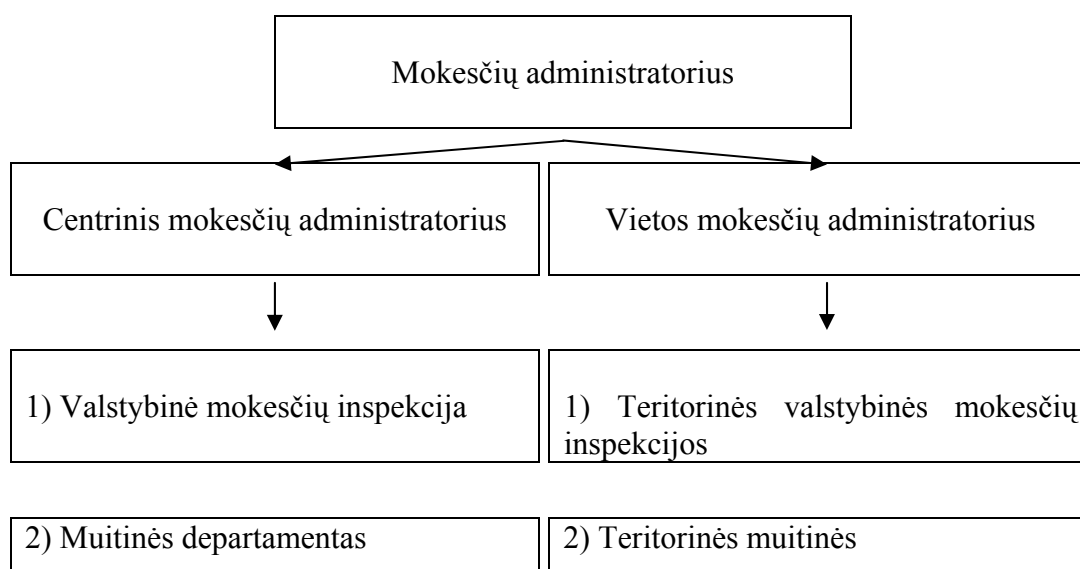 Mokesčių administratorius
Centrinis mokesčių administratorius
Vietos mokesčių administratorius
1) Valstybinė mokesčių inspekcija
1) Teritorinės valstybinės mokesčių
inspekcijos
2) Muitinės departamentas
2) Teritorinės muitinės